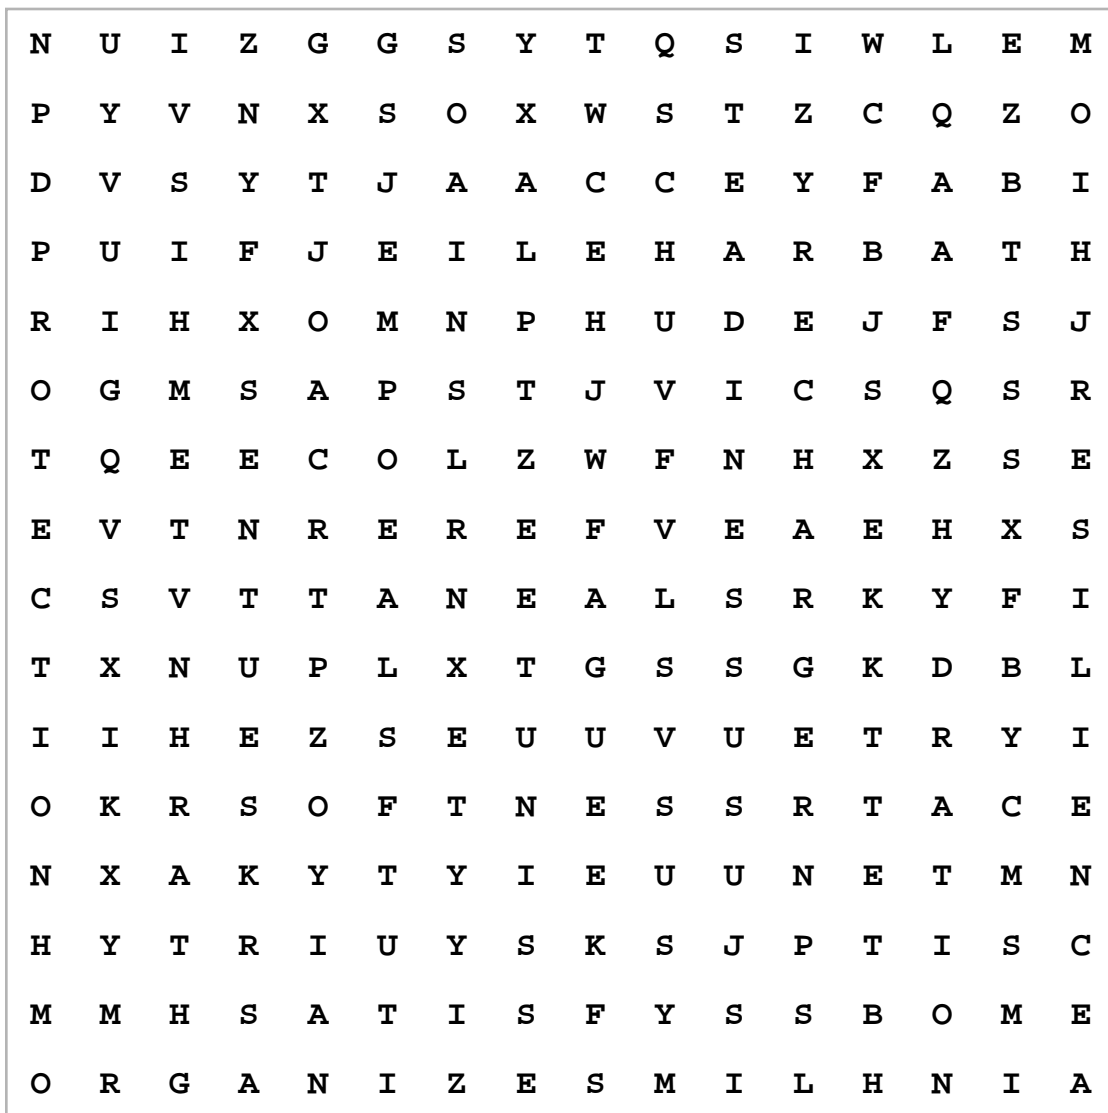 N U I Z G G S Y T Q S I W L E M
P Y V N X S O X W S T Z C Q Z O
D V S Y T J A A C C E Y F A B I
P U I F J E I L E H A R B A T H
R I H X O M N P H U D E J F S J
O G M S A P S T J V I C S Q S R
T Q E E C O L Z W F N H X Z S E
E V T N R E R E F V E A E H X S
C S V T T A N E A L S R K Y F I
T X N U P L X T G S S G K D B L
I I H E Z S E U U V U E T R Y I
O K R S O F T N E S S R T A C E
N X A K Y T Y I E U U N E T M N
H Y T R I U Y S K S J P T I S C
M M H S A T I S F Y S S B O M E
O R G A N I Z E S M I L H N I A